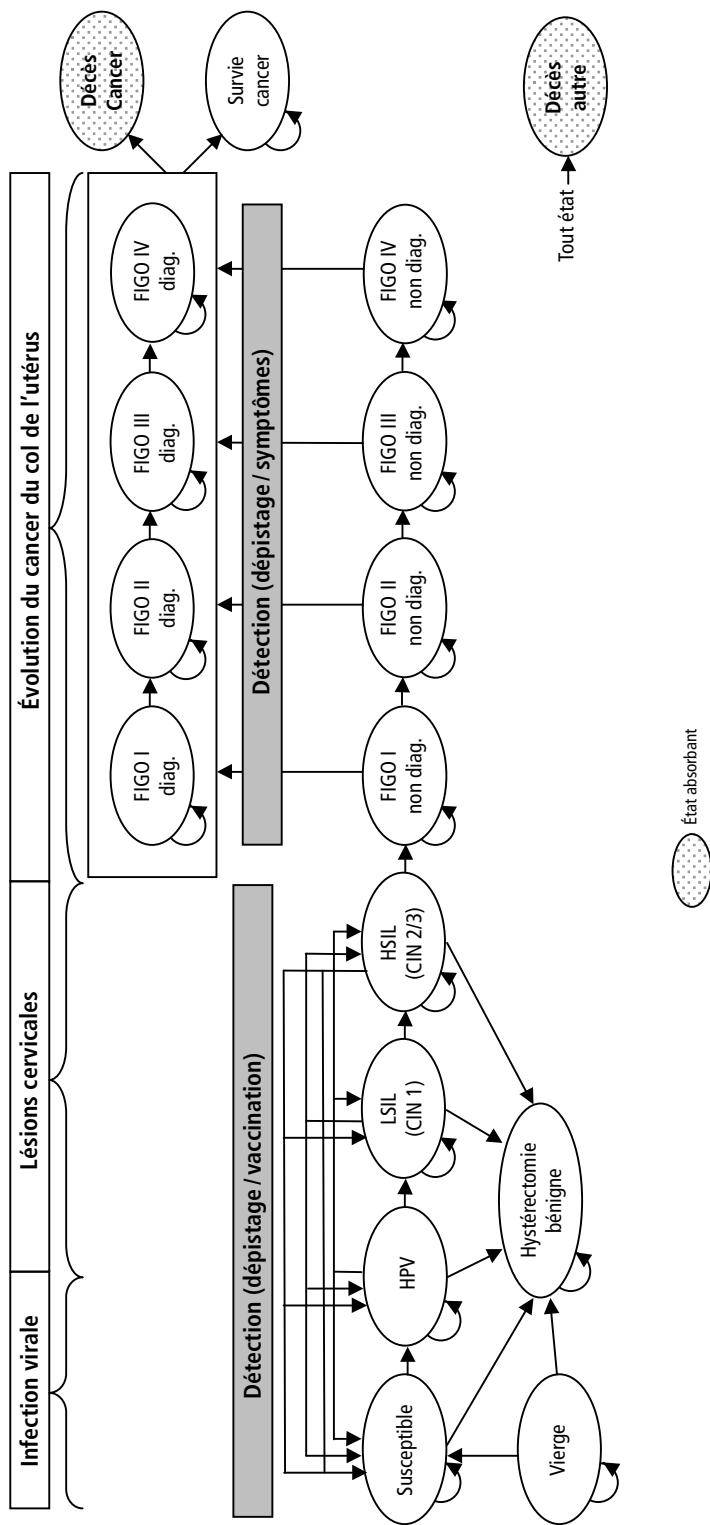 Infection virale
Lésions cervicales
Évolution du cancer du col de l'utérus
Détection (dépistage / vaccination)
Détection (dépistage / symptômes)
FIGO I
diag.
FIGO II
diag.
FIGO III
diag.
FIGO IV
diag.
Décès
Cancer
Survie
cancer
Susceptible
HPV
LSIL
(CIN 1)
HSIL
(CIN 2/3)
FIGO I
non diag.
FIGO II
non diag.
FIGO III
non diag.
FIGO IV
non diag.
Vierge
Hystérectomie
bénigne
Tout état
Décès
autre
État absorbant